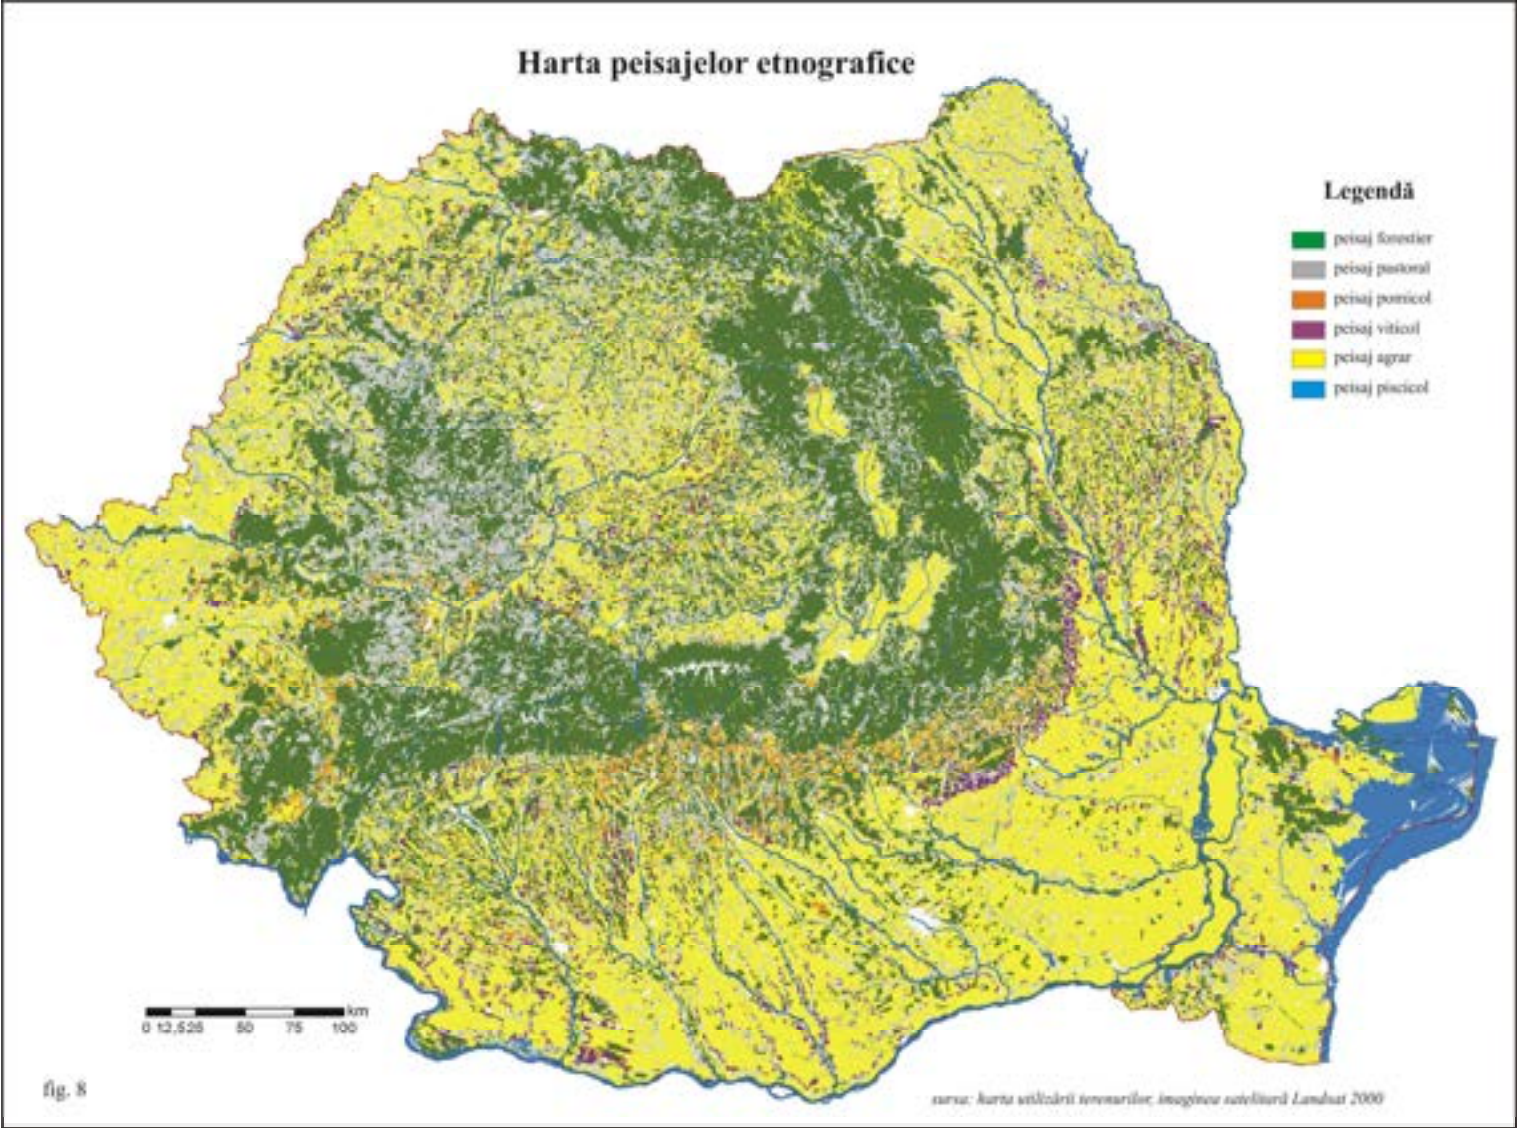 Harta peisajelor etnografice
Legendă
peisaj forestier
peisaj pastoral
peisaj pomicol
peisaj viticol
peisaj agrar
peisaj piscicol
km
0 12,525 50 75 100
fig. 8
sursa: harta utilizării terenurilor, imaginea satelitară Landsat 2000